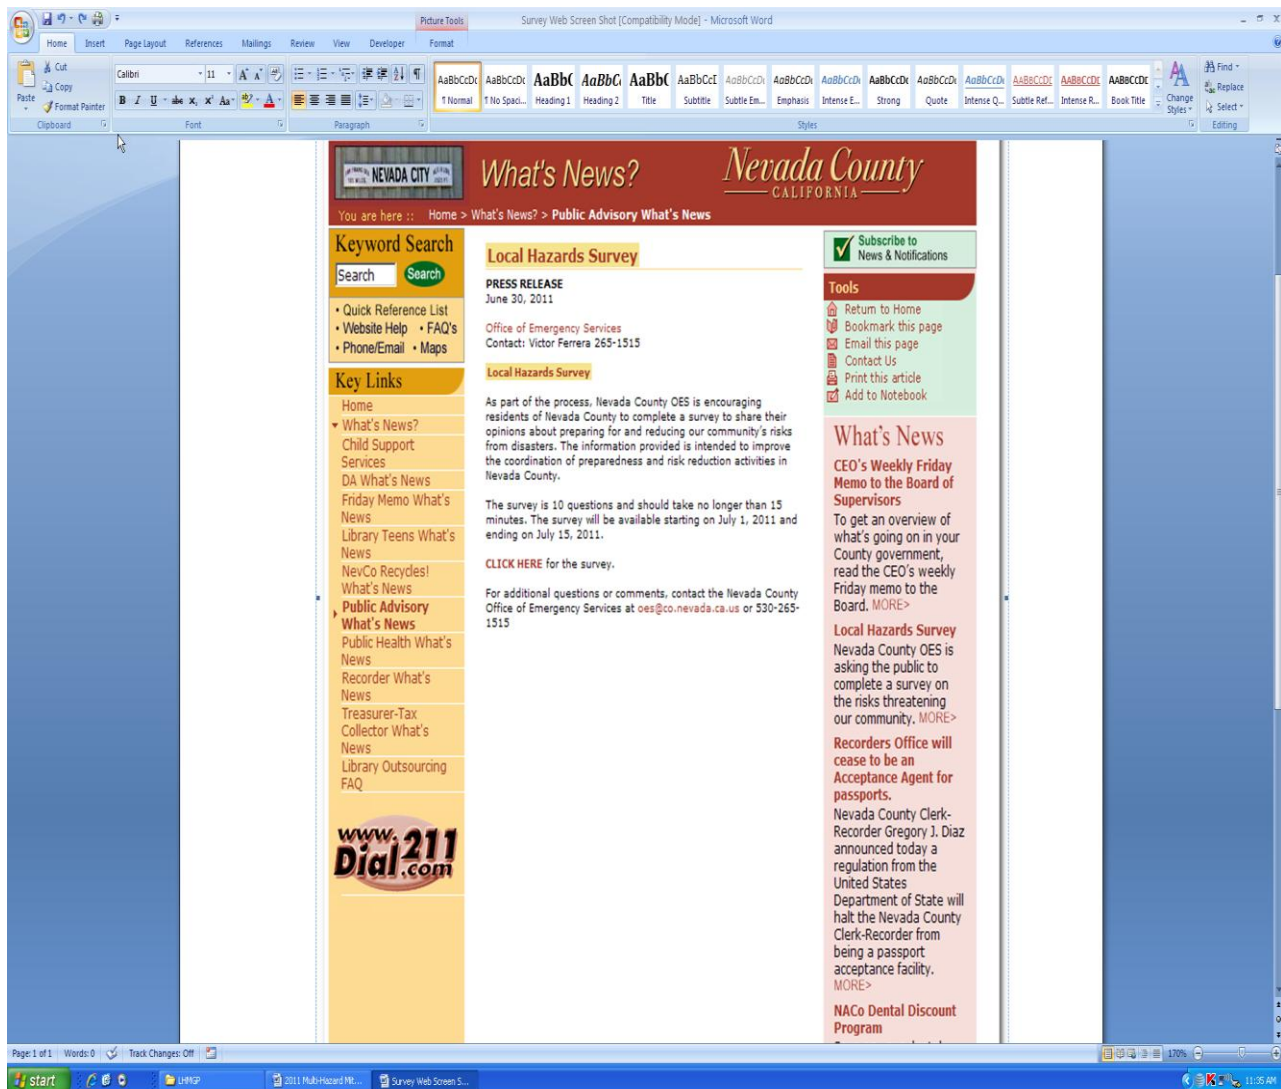 Picture Tools
Survey Web Screen Shot [Compatibility Mode] - Microsoft Word
Home Insert Page Layout References Mailings Review View Developer Format
Paste
Cut
Copy
Format Painter
Clipboard
Calibri 11
Font
Paragraph
AaBbCcDc AaBbCcDc AaBbC AaBbC AaBbC AaBbCcI AaBbCcDc AaBbCcDc AaBbCcDc AaBbCcDc AaBbCcDc AaBbCcDc AABBCCDC AABBCCDC AABBCCDC
¶ Normal ¶ No Spaci... Heading 1 Heading 2 Title Subtitle Subtle Em... Emphasis Intense E... Strong Quote Intense Q... Subtle Ref... Intense R... Book Title
Change Styles
Styles
Find
Replace
Select
Editing
NEVADA CITY
What's News?
Nevada County
CALIFORNIA
You are here :: Home > What's News? > Public Advisory What's News
Keyword Search
Search Search
• Quick Reference List
• Website Help • FAQ's
• Phone/Email • Maps
Key Links
Home
What's News?
Child Support
Services
DA What's News
Friday Memo What's
News
Library Teens What's
News
NevCo Recycles!
What's News
Public Advisory
What's News
Public Health What's
News
Recorder What's
News
Treasurer-Tax
Collector What's
News
Library Outsourcing
FAQ
www.
Dial 211
.com
Local Hazards Survey
PRESS RELEASE
June 30, 2011
Office of Emergency Services
Contact: Victor Ferrera 265-1515
Local Hazards Survey
As part of the process, Nevada County OES is encouraging
residents of Nevada County to complete a survey to share their
opinions about preparing for and reducing our community's risks
from disasters. The information provided is intended to improve
the coordination of preparedness and risk reduction activities in
Nevada County.
The survey is 10 questions and should take no longer than 15
minutes. The survey will be available starting on July 1, 2011 and
ending on July 15, 2011.
CLICK HERE for the survey.
For additional questions or comments, contact the Nevada County
Office of Emergency Services at oes@co.nevada.ca.us or 530-265-
1515
Subscribe to
News & Notifications
Tools
Return to Home
Bookmark this page
Email this page
Contact Us
Print this article
Add to Notebook
What's News
CEO's Weekly Friday
Memo to the Board of
Supervisors
To get an overview of
what's going on in your
County government,
read the CEO's weekly
Friday memo to the
Board. MORE>
Local Hazards Survey
Nevada County OES is
asking the public to
complete a survey on
the risks threatening
our community. MORE>
Recorders Office will
cease to be an
Acceptance Agent for
passports.
Nevada County Clerk-
Recorder Gregory J. Diaz
announced today a
regulation from the
United States
Department of State will
halt the Nevada County
Clerk-Recorder from
being a passport
acceptance facility.
MORE>
NACo Dental Discount
Program
Page: 1 of 1 Words: 0 Track Changes: Off 170%
start LHMGP 2011 Multi-Hazard Mit... Survey Web Screen S... 11:35 AM